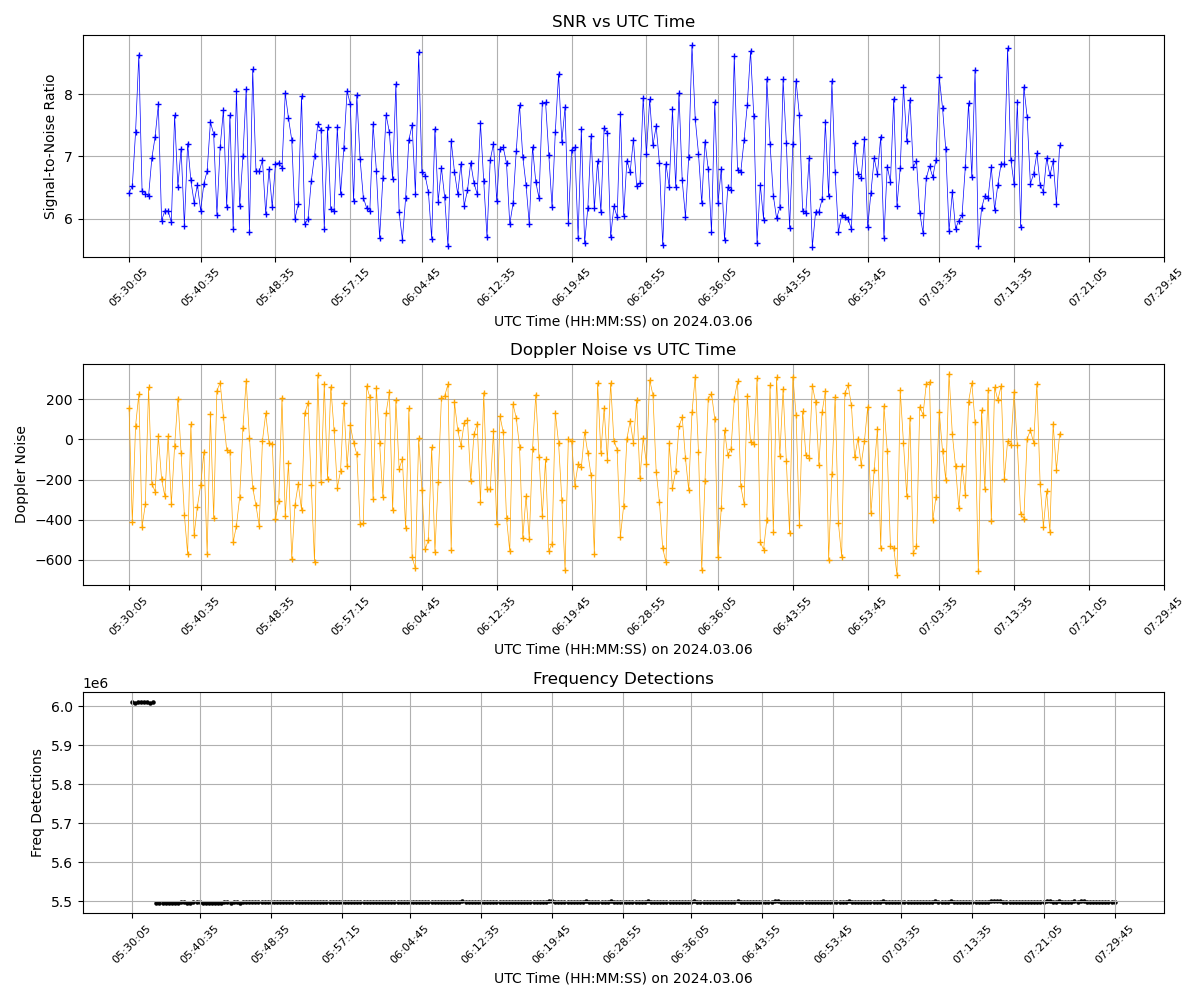 SNR vs UTC Time
Signal-to-Noise Ratio
8
7
6
05:30:05 05:40:35 05:48:35 05:57:15 06:04:45 06:12:35 06:19:45 06:28:55 06:36:05 06:43:55 06:53:45 07:03:35 07:13:35 07:21:05 07:29:45
UTC Time (HH:MM:SS) on 2024.03.06
Doppler Noise vs UTC Time
Doppler Noise
200
0
−200
−400
−600
05:30:05 05:40:35 05:48:35 05:57:15 06:04:45 06:12:35 06:19:45 06:28:55 06:36:05 06:43:55 06:53:45 07:03:35 07:13:35 07:21:05 07:29:45
UTC Time (HH:MM:SS) on 2024.03.06
Frequency Detections
1e6
Freq Detections
6.0
5.9
5.8
5.7
5.6
5.5
05:30:05 05:40:35 05:48:35 05:57:15 06:04:45 06:12:35 06:19:45 06:28:55 06:36:05 06:43:55 06:53:45 07:03:35 07:13:35 07:21:05 07:29:45
UTC Time (HH:MM:SS) on 2024.03.06